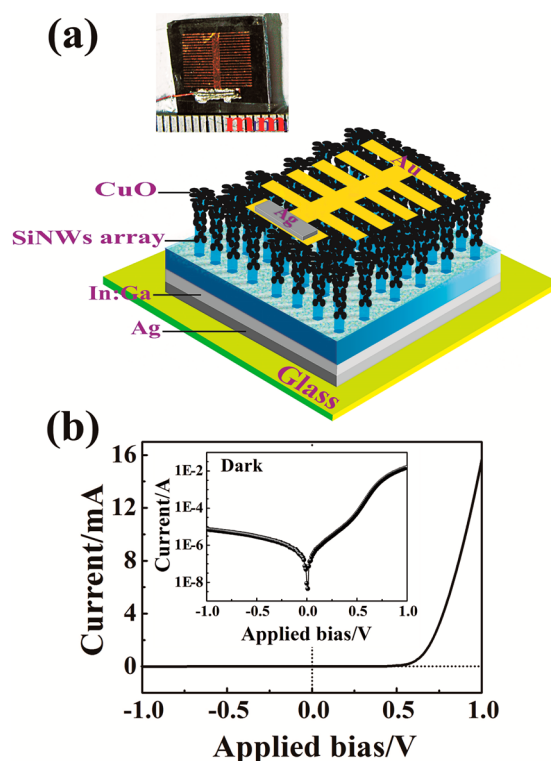 (a)
mm
CuO
Au
Ag
SiNWs array
In:Ga
Ag
Glass
(b)
16
12
8
4
0
Current/mA
-1.0
-0.5
0.0
0.5
1.0
Applied bias/V
Dark
1E-2
1E-4
1E-6
1E-8
Current/A
-1.0
-0.5
0.0
0.5
1.0
Applied bias/V